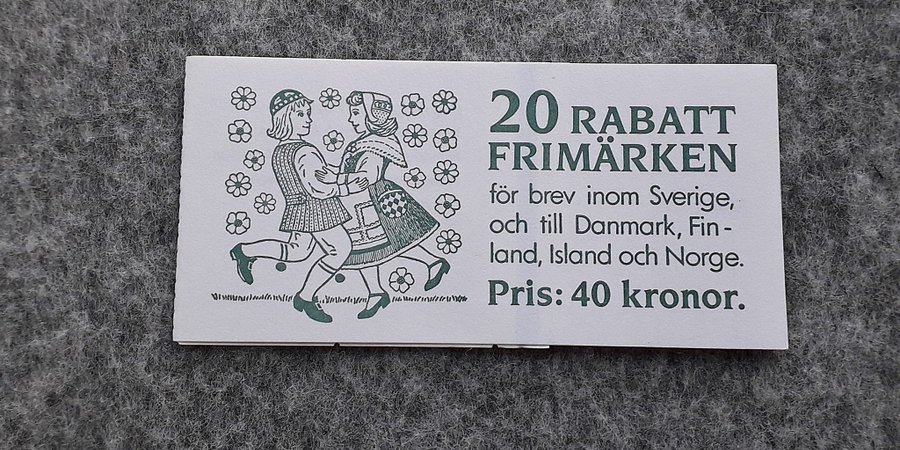 20 RABATT
FRIMÄRKEN
för brev inom Sverige,
och till Danmark, Fin-
land, Island och Norge.
Pris: 40 kronor.